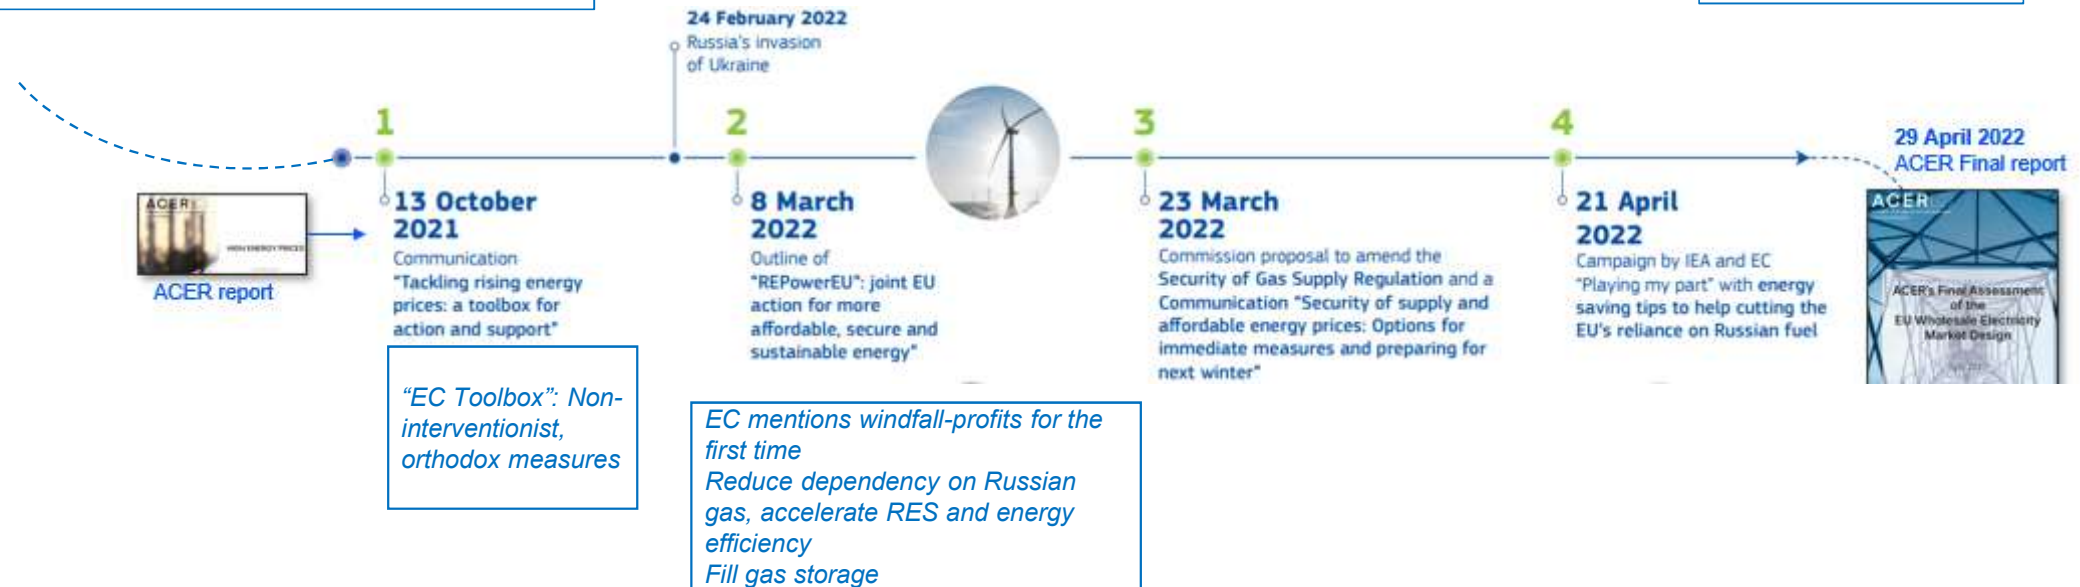 24 February 2022
Russia's invasion
of Ukraine
1
2
3
4
29 April 2022
ACER Final report
ACER
HIGH ENERGY PRICES
ACER report
13 October
2021
Communication
"Tackling rising energy
prices: a toolbox for
action and support"
8 March
2022
Outline of
"REPowerEU": joint EU
action for more
affordable, secure and
sustainable energy"
23 March
2022
Commission proposal to amend the
Security of Gas Supply Regulation and a
Communication "Security of supply and
affordable energy prices: Options for
immediate measures and preparing for
next winter"
21 April
2022
Campaign by IEA and EC
"Playing my part" with energy
saving tips to help cutting the
EU's reliance on Russian fuel
ACER
ACER's Final Assessment
of the
EU Wholesale Electricity
Market Design
“EC Toolbox”: Non-
interventionist,
orthodox measures
EC mentions windfall-profits for the
first time
Reduce dependency on Russian
gas, accelerate RES and energy
efficiency
Fill gas storage